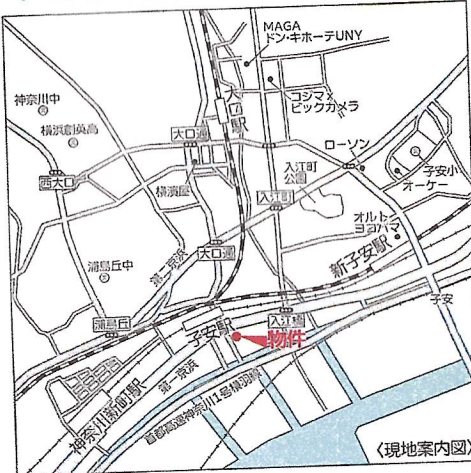 MAGA
ドン・キホーテUNY
神奈川中
横浜創英高
大口駅
コジマ×
ビックカメラ
大口通
ローソン
西大口
横濱屋
入江町
公園
入江町
子安小
オーケー
オルト
ヨコハマ
新子安駅
浦島丘中
第二京浜
大口通
浦島丘
子安駅
入江橋
子安
物件
第一京浜
神奈川新町駅
首都高速神奈川1号横羽線
〈現地案内図〉